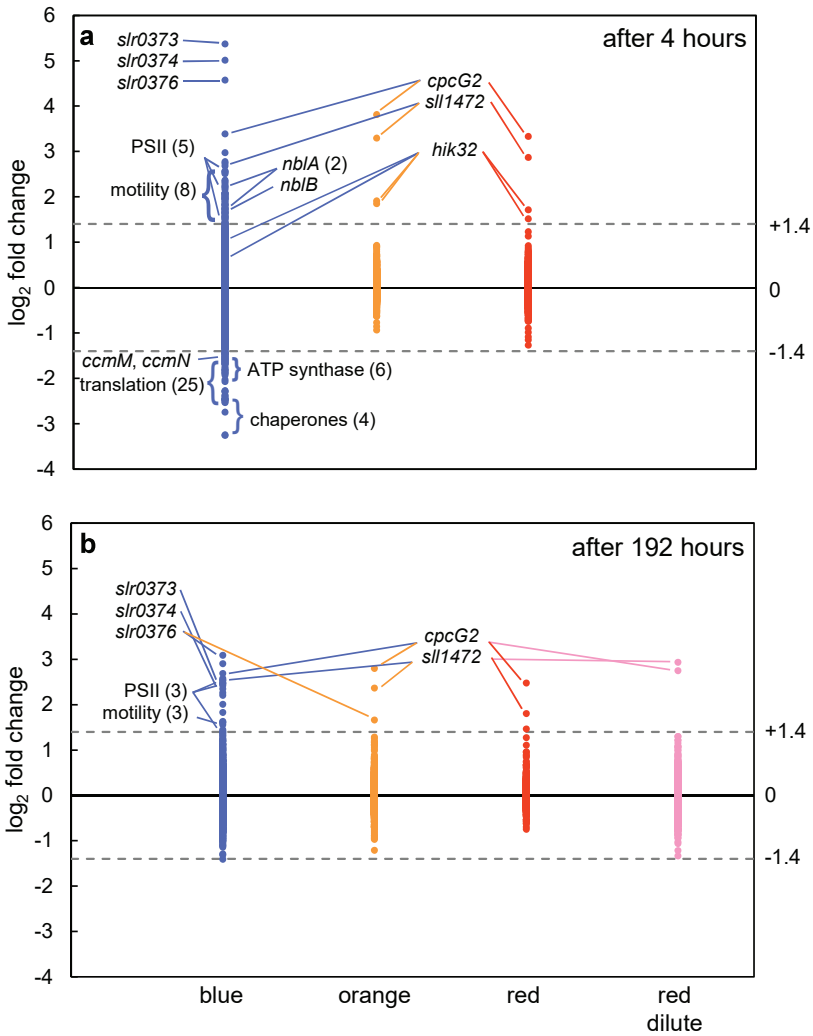 a
after 4 hours
6
5
4
3
2
1
0
-1
-2
-3
-4
log2 fold change
slr0373
slr0374
slr0376
cpcG2
sll1472
PSII (5)
hik32
nblA (2)
motility (8)
nblB
+1.4
0
-1.4
ccmM, ccmN
ATP synthase (6)
translation (25)
chaperones (4)
b
after 192 hours
6
5
4
3
2
1
0
-1
-2
-3
-4
log2 fold change
slr0373
slr0374
slr0376
cpcG2
sll1472
PSII (3)
motility (3)
+1.4
0
-1.4
blue
orange
red
red
dilute